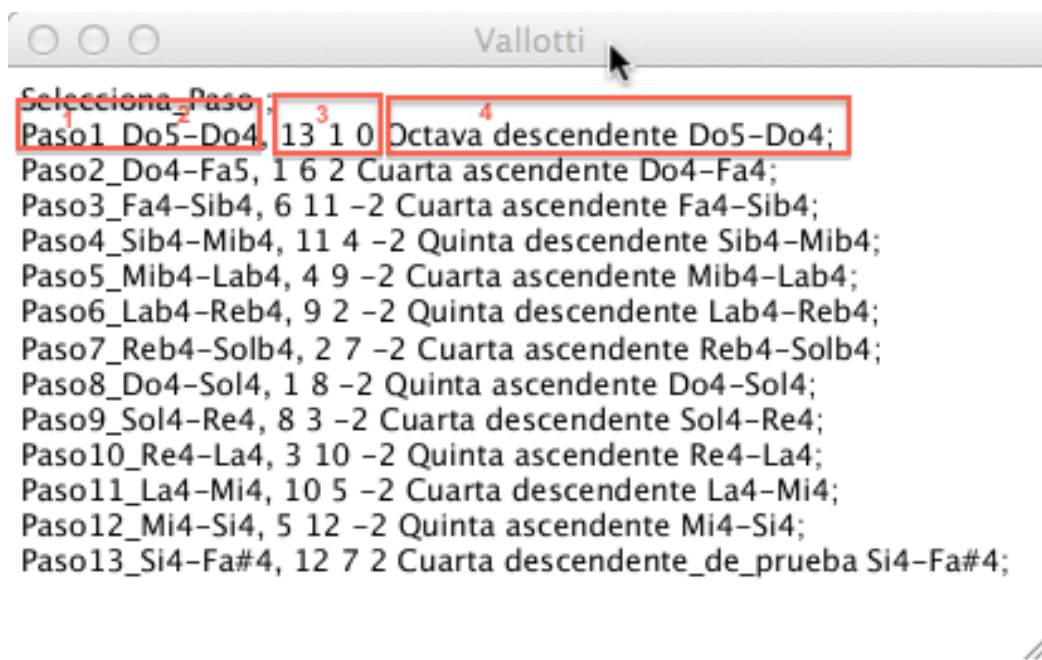 Vallotti
Selecciona_Paso ;
1 2 3 4
Paso1_Do5-Do4, 13 1 0 Octava descendente Do5-Do4;
Paso2_Do4-Fa5, 1 6 2 Cuarta ascendente Do4-Fa4;
Paso3_Fa4-Sib4, 6 11 -2 Cuarta ascendente Fa4-Sib4;
Paso4_Sib4-Mib4, 11 4 -2 Quinta descendente Sib4-Mib4;
Paso5_Mib4-Lab4, 4 9 -2 Cuarta ascendente Mib4-Lab4;
Paso6_Lab4-Reb4, 9 2 -2 Quinta descendente Lab4-Reb4;
Paso7_Reb4-Solb4, 2 7 -2 Cuarta ascendente Reb4-Solb4;
Paso8_Do4-Sol4, 1 8 -2 Quinta ascendente Do4-Sol4;
Paso9_Sol4-Re4, 8 3 -2 Cuarta descendente Sol4-Re4;
Paso10_Re4-La4, 3 10 -2 Quinta ascendente Re4-La4;
Paso11_La4-Mi4, 10 5 -2 Cuarta descendente La4-Mi4;
Paso12_Mi4-Si4, 5 12 -2 Quinta ascendente Mi4-Si4;
Paso13_Si4-Fa#4, 12 7 2 Cuarta descendente_de_prueba Si4-Fa#4;